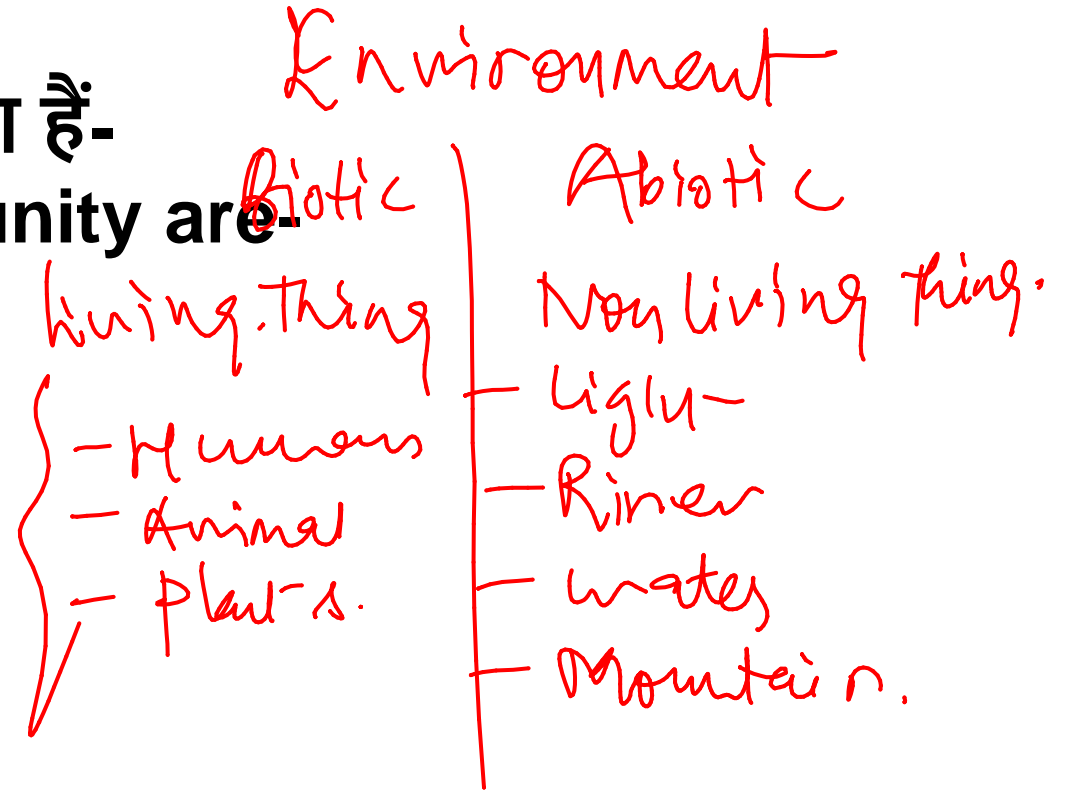 Environment
हैं-
Biotic Abiotic
unity are-
Living. Thing Non living thing.
- Light
- Humans
- River
- Animal
- water
- Plants.
- Mountain.